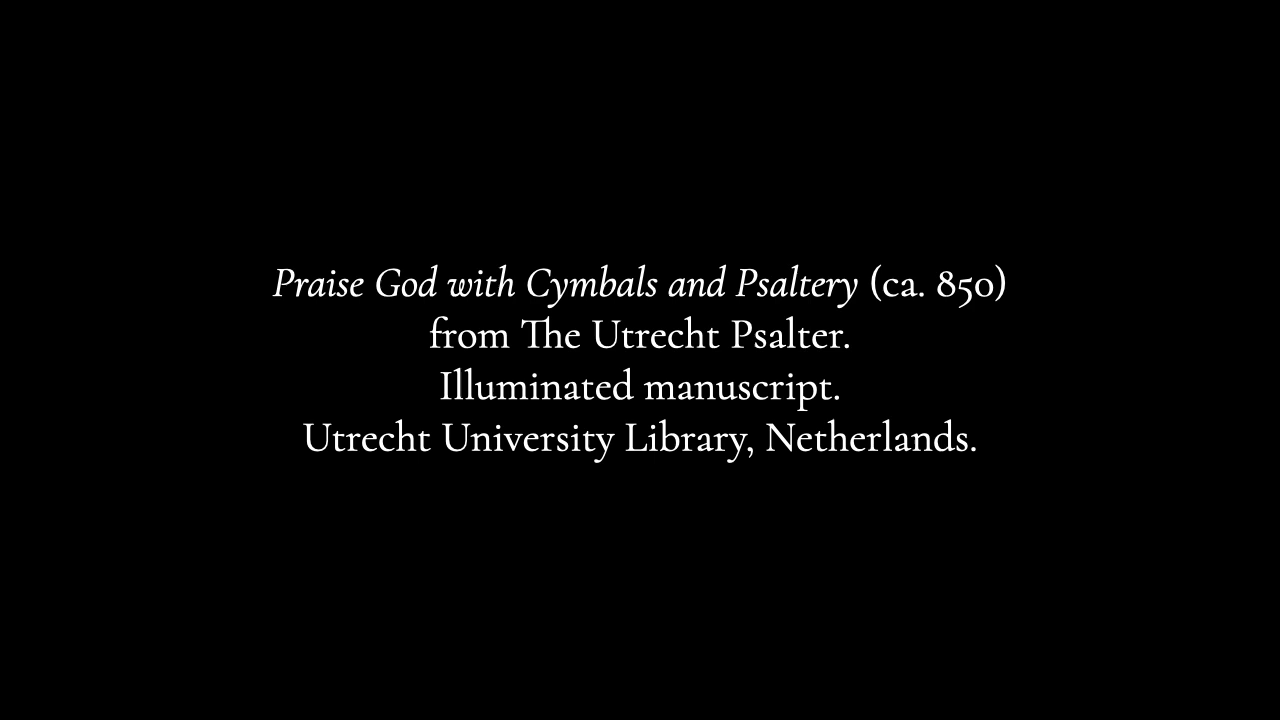 Praise God with Cymbals and Psaltery (ca. 850)
from The Utrecht Psalter.
Illuminated manuscript.
Utrecht University Library, Netherlands.